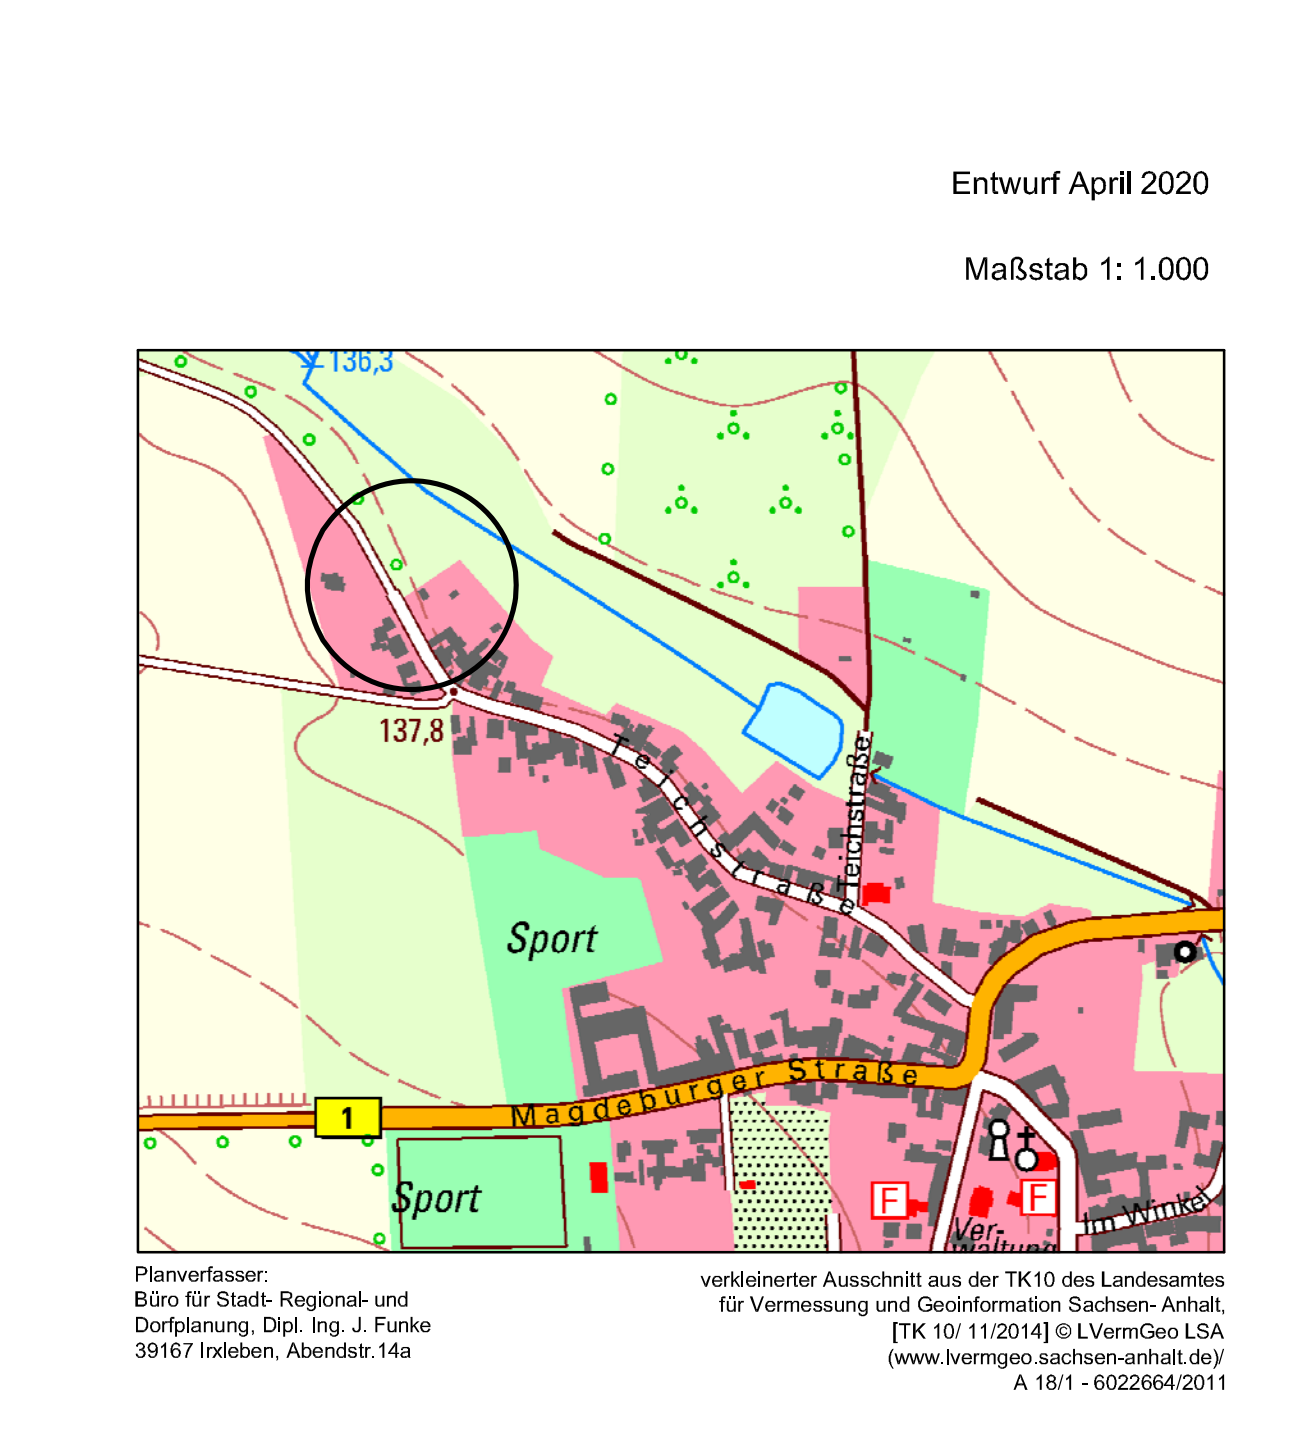 Entwurf April 2020
Maßstab 1: 1.000
136,3
137,8
Teichstraße
Teichstraße
Sport
Magdeburger Straße
1
Sport
F
F
Im Winkel
Ver-
waltung
Planverfasser:
Büro für Stadt- Regional- und
Dorfplanung, Dipl. Ing. J. Funke
39167 Irxleben, Abendstr.14a
verkleinerter Ausschnitt aus der TK10 des Landesamtes
für Vermessung und Geoinformation Sachsen- Anhalt,
[TK 10/ 11/2014] © LVermGeo LSA
(www.lvermgeo.sachsen-anhalt.de)/
A 18/1 - 6022664/2011